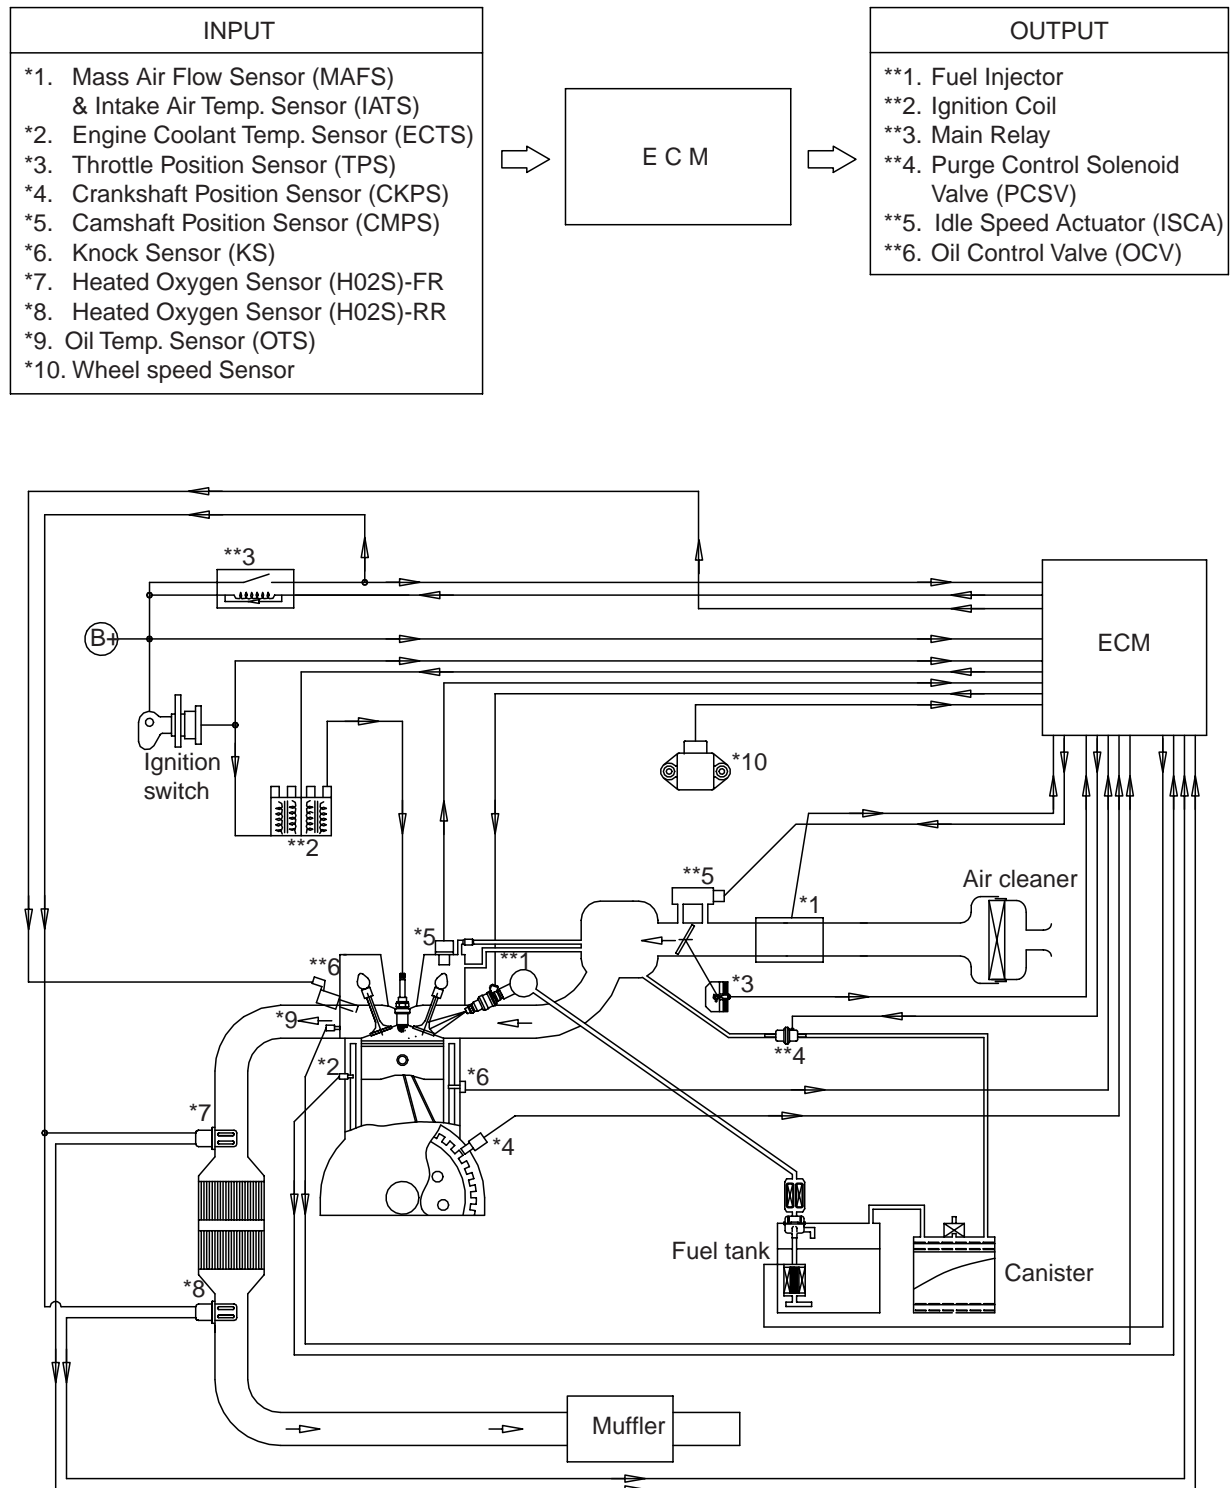 INPUT
*1. Mass Air Flow Sensor (MAFS)
& Intake Air Temp. Sensor (IATS)
*2. Engine Coolant Temp. Sensor (ECTS)
*3. Throttle Position Sensor (TPS)
*4. Crankshaft Position Sensor (CKPS)
*5. Camshaft Position Sensor (CMPS)
*6. Knock Sensor (KS)
*7. Heated Oxygen Sensor (H02S)-FR
*8. Heated Oxygen Sensor (H02S)-RR
*9. Oil Temp. Sensor (OTS)
*10. Wheel speed Sensor
E C M
OUTPUT
**1. Fuel Injector
**2. Ignition Coil
**3. Main Relay
**4. Purge Control Solenoid
Valve (PCSV)
**5. Idle Speed Actuator (ISCA)
**6. Oil Control Valve (OCV)
**3
B+
ECM
Ignition
switch
*10
**2
**5
Air cleaner
*1
*5
**1
**6
*3
*9
**4
*2
*6
*7
*4
Fuel tank
Canister
*8
Muffler